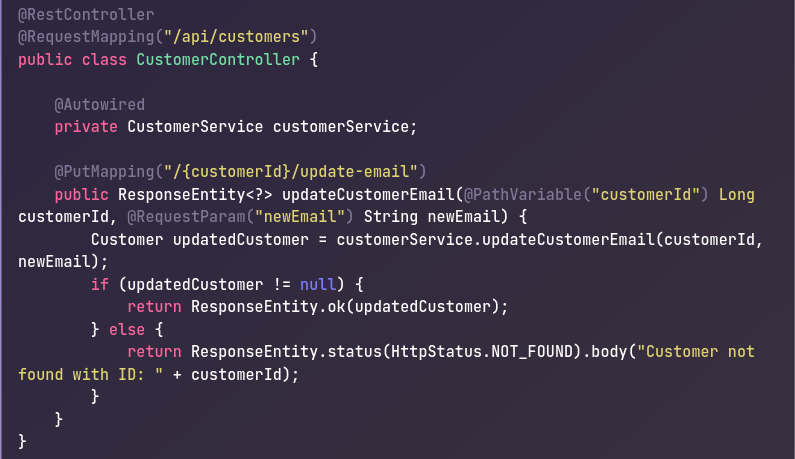 @RestController
@RequestMapping("/api/customers")
public class CustomerController {
@Autowired
private CustomerService customerService;
@PutMapping("/{customerId}/update-email")
public ResponseEntity<?> updateCustomerEmail(@PathVariable("customerId") Long
customerId, @RequestParam("newEmail") String newEmail) {
Customer updatedCustomer = customerService.updateCustomerEmail(customerId,
newEmail);
if (updatedCustomer != null) {
return ResponseEntity.ok(updatedCustomer);
} else {
return ResponseEntity.status(HttpStatus.NOT_FOUND).body("Customer not
found with ID: " + customerId);
}
}
}